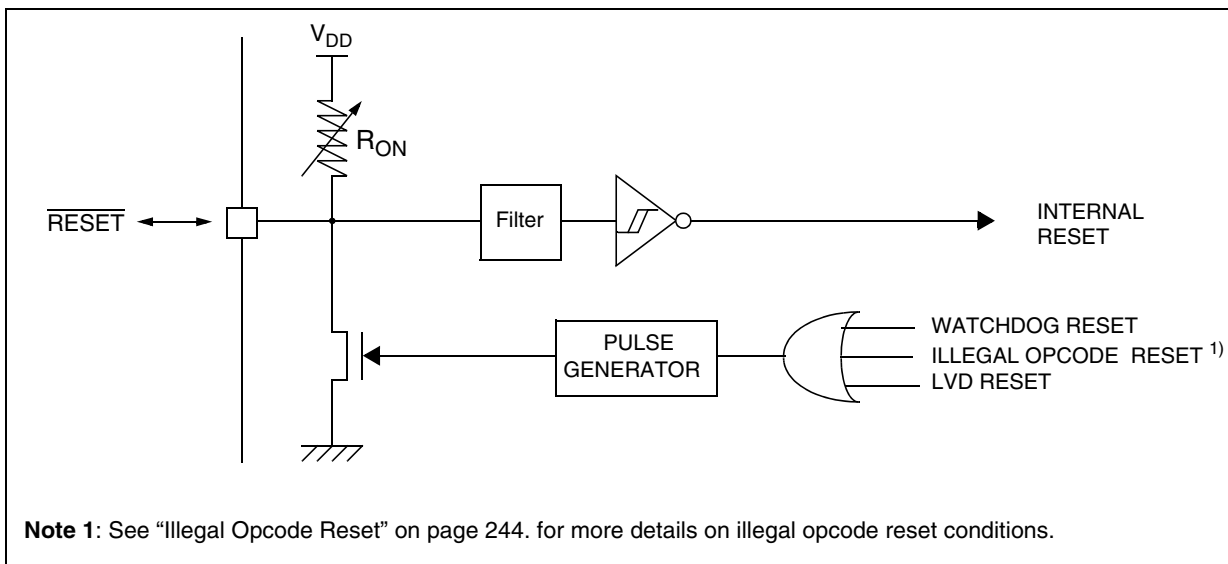 VDD
RON
RESET
Filter
INTERNAL
RESET
WATCHDOG RESET
PULSE
GENERATOR
ILLEGAL OPCODE RESET 1)
LVD RESET
Note 1: See “Illegal Opcode Reset” on page 244. for more details on illegal opcode reset conditions.